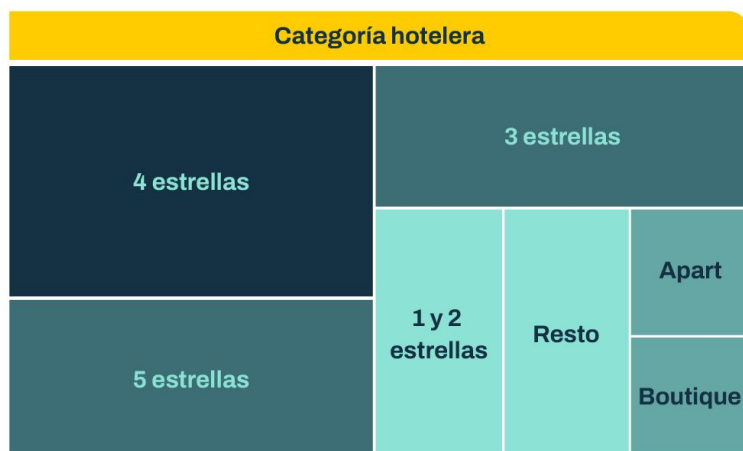 Categoría hotelera
4 estrellas
3 estrellas
5 estrellas
1 y 2
estrellas
Resto
Apart
Boutique